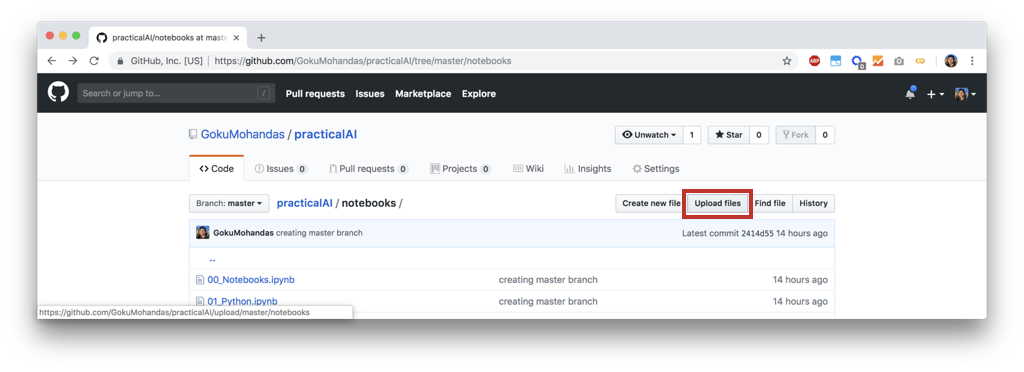 practicalAI/notebooks at maste
GitHub, Inc. [US] | https://github.com/GokuMohandas/practicalAI/tree/master/notebooks
ABP
0
Search or jump to... /
Pull requests Issues Marketplace Explore
GokuMohandas / practicalAI
Unwatch 1 Star 0 Fork 0
Code Issues 0 Pull requests 0 Projects 0 Wiki Insights Settings
Branch: master practicalAI / notebooks / Create new file Upload files Find file History
GokuMohandas creating master branch Latest commit 2414d55 14 hours ago
..
00_Notebooks.ipynb creating master branch 14 hours ago
01_Python.ipynb creating master branch 14 hours ago
https://github.com/GokuMohandas/practicalAI/upload/master/notebooks